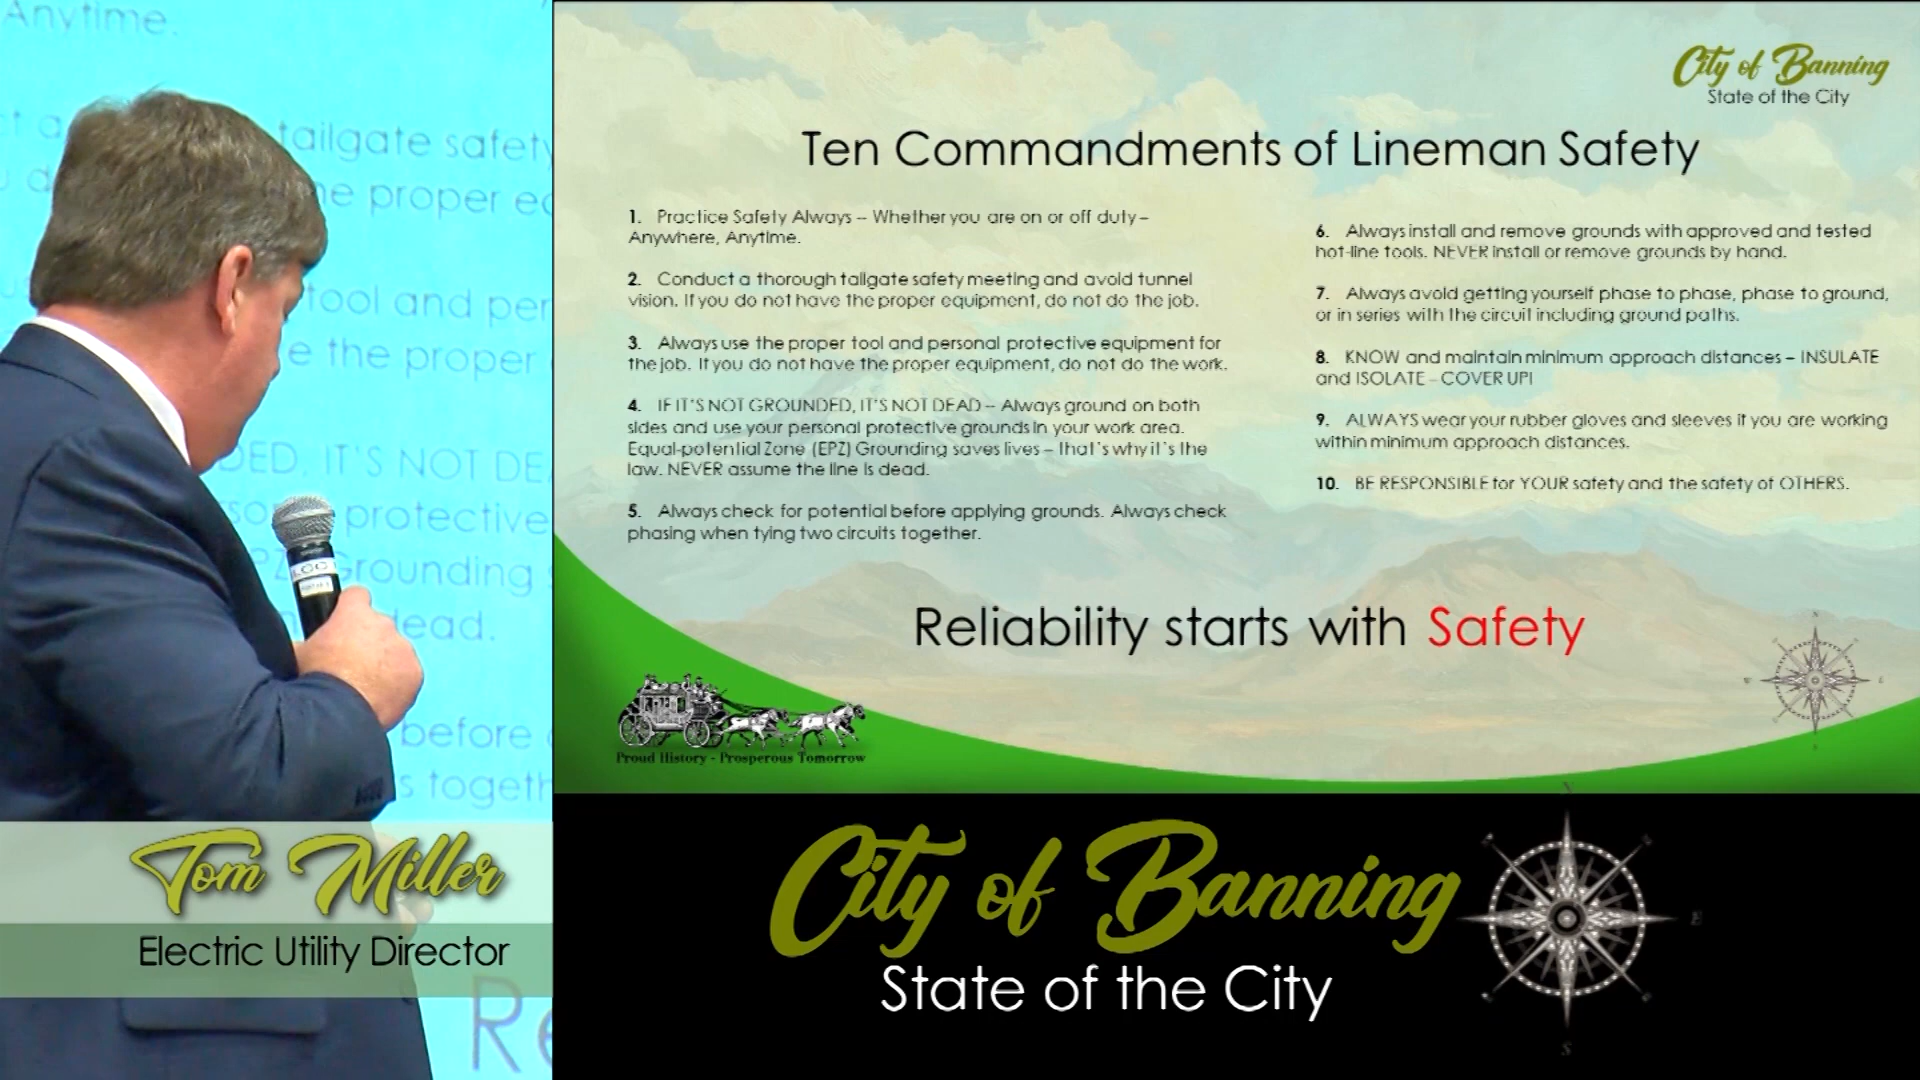 Anytime.
tailgate safety
he proper
tool and per
e the proper
DED, IT'S NOT DE
protective
Grounding
dead.
before
s togeth
Re
Tom Miller
Electric Utility Director
City of Banning
State of the City
Ten Commandments of Lineman Safety
1. Practice Safety Always – Whether you are on or off duty –
Anywhere, Anytime.
2. Conduct a thorough tailgate safety meeting and avoid tunnel
vision. If you do not have the proper equipment, do not do the job.
3. Always use the proper tool and personal protective equipment for
the job. If you do not have the proper equipment, do not do the work.
4. IF IT'S NOT GROUNDED, IT'S NOT DEAD – Always ground on both
sides and use your personal protective grounds in your work area.
Equal-potential Zone (EPZ) Grounding saves lives – that's why it's the
law. NEVER assume the line is dead.
5. Always check for potential before applying grounds. Always check
phasing when tying two circuits together.
6. Always install and remove grounds with approved and tested
hot-line tools. NEVER install or remove grounds by hand.
7. Always avoid getting yourself phase to phase, phase to ground,
or in series with the circuit including ground paths.
8. KNOW and maintain minimum approach distances – INSULATE
and ISOLATE – COVER UP!
9. ALWAYS wear your rubber gloves and sleeves if you are working
within minimum approach distances.
10. BE RESPONSIBLE for YOUR safety and the safety of OTHERS.
Reliability starts with Safety
Proud History - Prosperous Tomorrow
City of Banning
State of the City
E
S